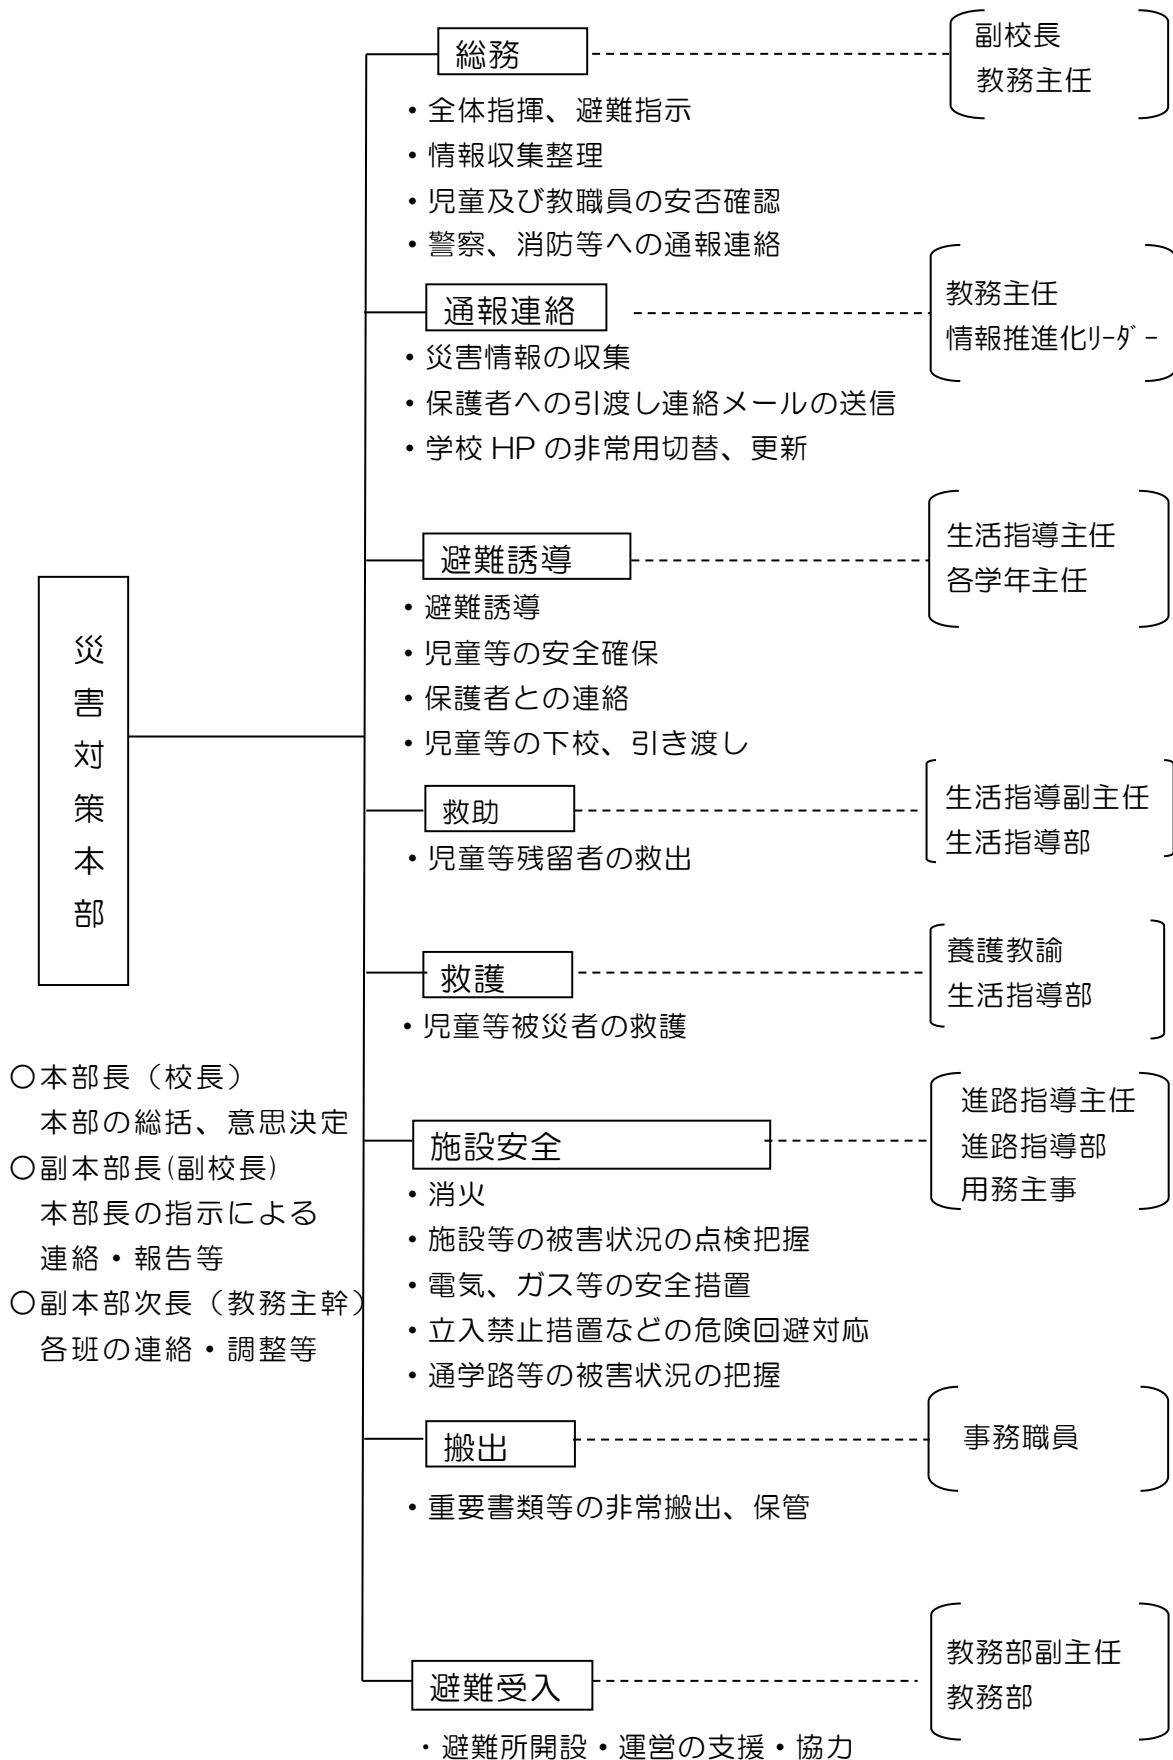 総務
副校長
教務主任
・全体指揮、避難指示
・情報収集整理
・児童及び教職員の安否確認
・警察、消防等への通報連絡
通報連絡
教務主任
情報推進化ﾘｰﾀﾞｰ
・災害情報の収集
・保護者への引渡し連絡メールの送信
・学校 HP の非常用切替、更新
避難誘導
生活指導主任
各学年主任
・避難誘導
・児童等の安全確保
・保護者との連絡
・児童等の下校、引き渡し
災害対策本部
救助
生活指導副主任
生活指導部
・児童等残留者の救出
救護
養護教諭
生活指導部
・児童等被災者の救護
〇本部長（校長）
本部の総括、意思決定
〇副本部長(副校長)
本部長の指示による
連絡・報告等
〇副本部次長（教務主幹）
各班の連絡・調整等
施設安全
進路指導主任
進路指導部
用務主事
・消火
・施設等の被害状況の点検把握
・電気、ガス等の安全措置
・立入禁止措置などの危険回避対応
・通学路等の被害状況の把握
搬出
事務職員
・重要書類等の非常搬出、保管
避難受入
教務部副主任
教務部
・避難所開設・運営の支援・協力